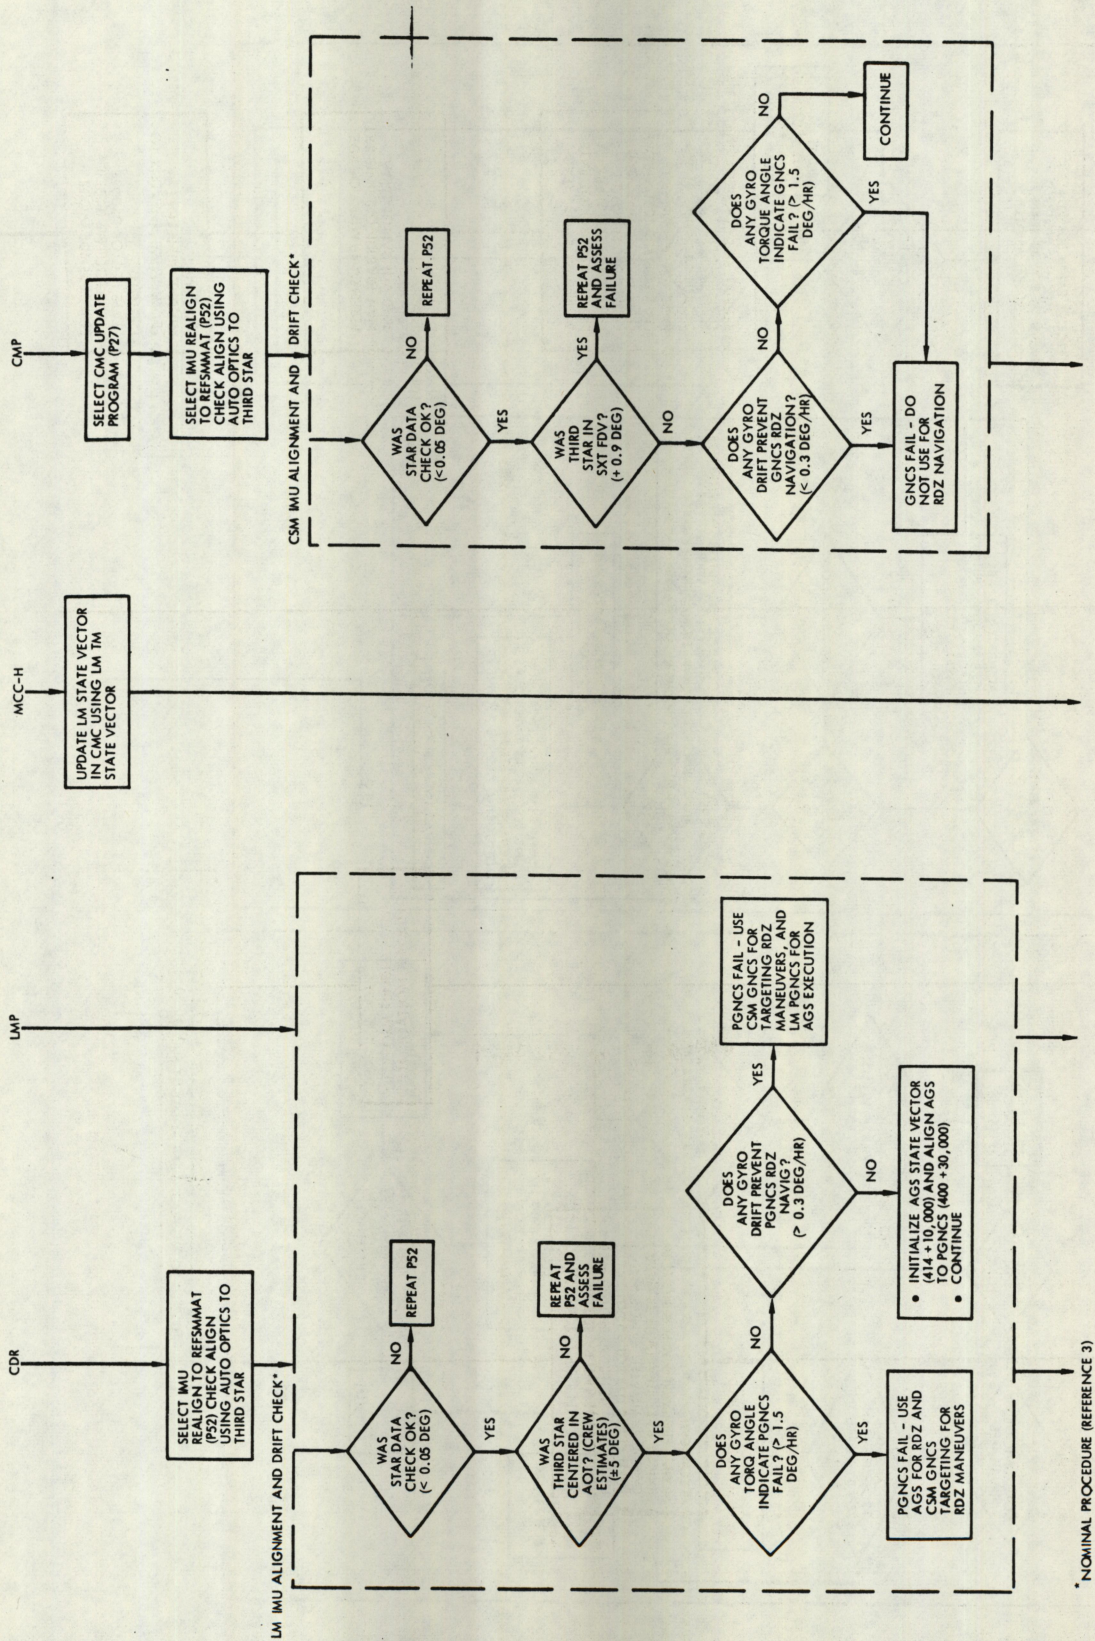 CDR
LMP
MCC-H
CMP
SELECT IMU
REALIGN TO REFSMMAT
(P52) CHECK ALIGN
USING AUTO OPTICS TO
THIRD STAR
LM IMU ALIGNMENT AND DRIFT CHECK*
WAS
STAR DATA
CHECK OK?
(< 0.05 DEG)
NO
REPEAT P52
YES
WAS
THIRD STAR
CENTERED IN
AOT? (CREW
ESTIMATES)
(±5 DEG)
NO
REPEAT
P52 AND
ASSESS
FAILURE
YES
DOES
ANY GYRO
TORQ ANGLE
INDICATE PGNCS
FAIL? (> 1.5
DEG/HR)
NO
YES
PGNCS FAIL - USE
AGS FOR RDZ AND
CSM GNCS
TARGETING FOR
RDZ MANEUVERS
DOES
ANY GYRO
DRIFT PREVENT
PGNCS RDZ
NAVIG?
(> 0.3 DEG/HR)
YES
PGNCS FAIL - USE
CSM GNCS FOR
TARGETING RDZ
MANEUVERS, AND
LM PGNCS FOR
AGS EXECUTION
NO
• INITIALIZE AGS STATE VECTOR
(414 +10,000) AND ALIGN AGS
TO PGNCS (400 +30,000)
• CONTINUE
UPDATE LM STATE VECTOR
IN CMC USING LM TM
STATE VECTOR
SELECT CMC UPDATE
PROGRAM (P27)
SELECT IMU REALIGN
TO REFSMMAT (P52)
CHECK ALIGN USING
AUTO OPTICS TO
THIRD STAR
CSM IMU ALIGNMENT AND DRIFT CHECK*
WAS
STAR DATA
CHECK OK?
(<0.05 DEG)
NO
REPEAT P52
YES
WAS
THIRD
STAR IN
SXT FDV?
(+ 0.9 DEG)
YES
REPEAT P52
AND ASSESS
FAILURE
NO
DOES
ANY GYRO
DRIFT PREVENT
GNCS RDZ
NAVIGATION?
(< 0.3 DEG/HR)
NO
YES
DOES
ANY GYRO
TORQUE ANGLE
INDICATE GNCS
FAIL? (> 1.5
DEG/HR)
NO
CONTINUE
YES
GNCS FAIL - DO
NOT USE FOR
RDZ NAVIGATION
* NOMINAL PROCEDURE (REFERENCE 3)